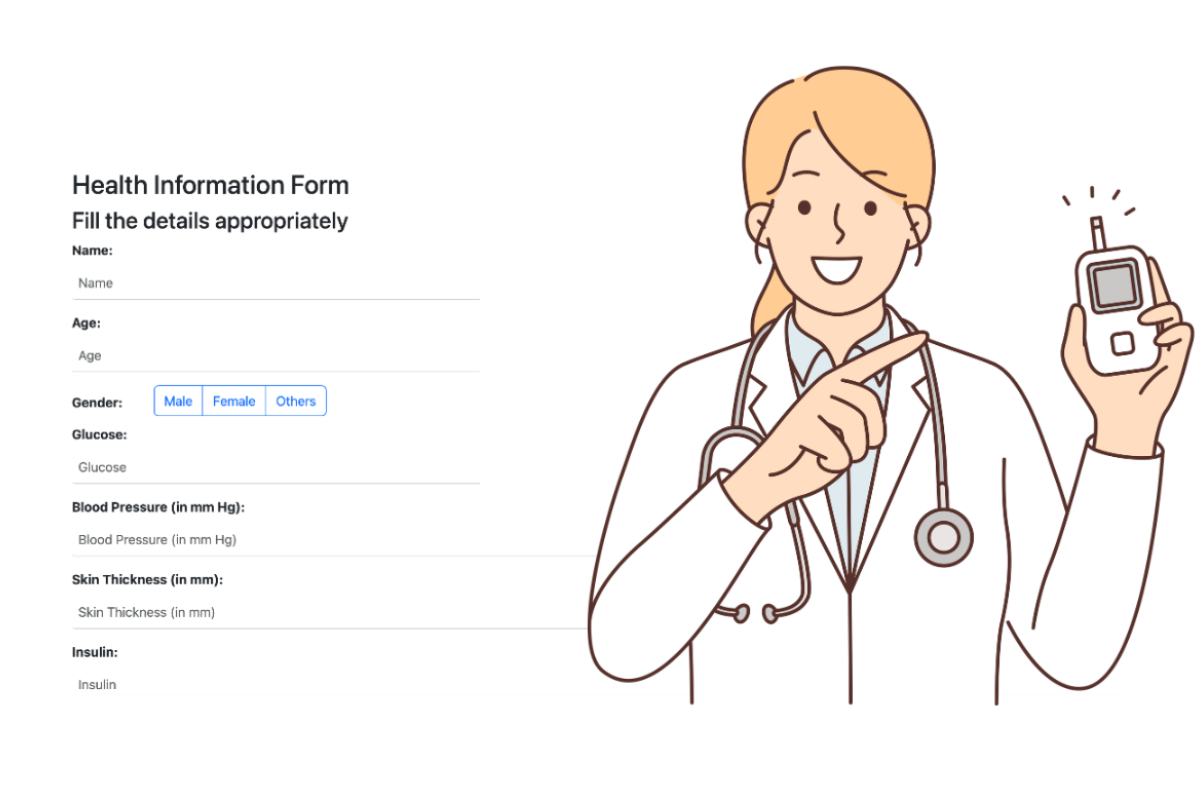 Health Information Form
Fill the details appropriately
Name:
Name
Age:
Age
Gender: Male Female Others
Glucose:
Glucose
Blood Pressure (in mm Hg):
Blood Pressure (in mm Hg)
Skin Thickness (in mm):
Skin Thickness (in mm)
Insulin:
Insulin